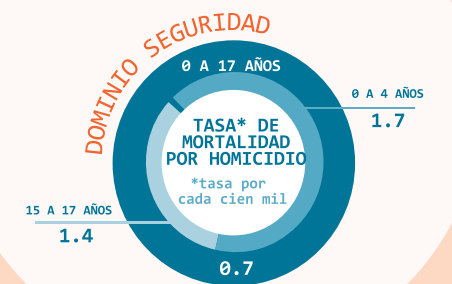 DOMINIO SEGURIDAD
0 A 17 AÑOS
0 A 4 AÑOS
1.7
TASA* DE
MORTALIDAD
POR HOMICIDIO
*tasa por
cada cien mil
15 A 17 AÑOS
1.4
0.7